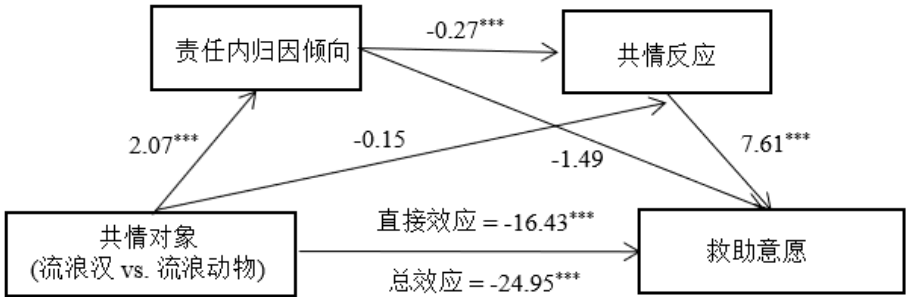 责任内归因倾向
-0.27***
共情反应
2.07***
-0.15
-1.49
7.61***
共情对象
(流浪汉 vs. 流浪动物)
直接效应 = -16.43***
总效应 = -24.95***
救助意愿